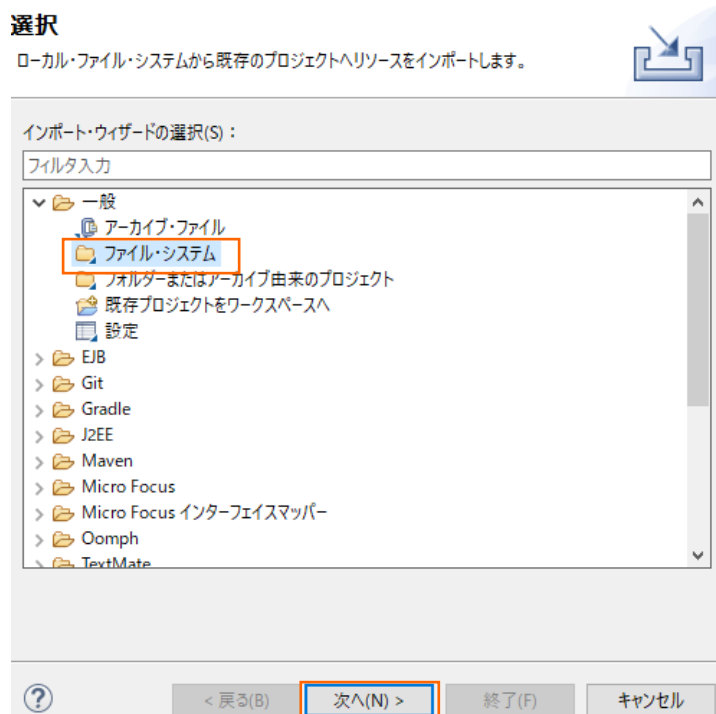 選択
ローカル・ファイル・システムから既存のプロジェクトへリソースをインポートします。
インポート・ウィザードの選択(S)：
フィルタ入力
一般
アーカイブ・ファイル
ファイル・システム
フォルダーまたはアーカイブ由来のプロジェクト
既存プロジェクトをワークスペースへ
設定
EJB
Git
Gradle
J2EE
Maven
Micro Focus
Micro Focus インターフェイスマッパー
Oomph
TextMate
< 戻る(B) 次へ(N) > 終了(F) キャンセル